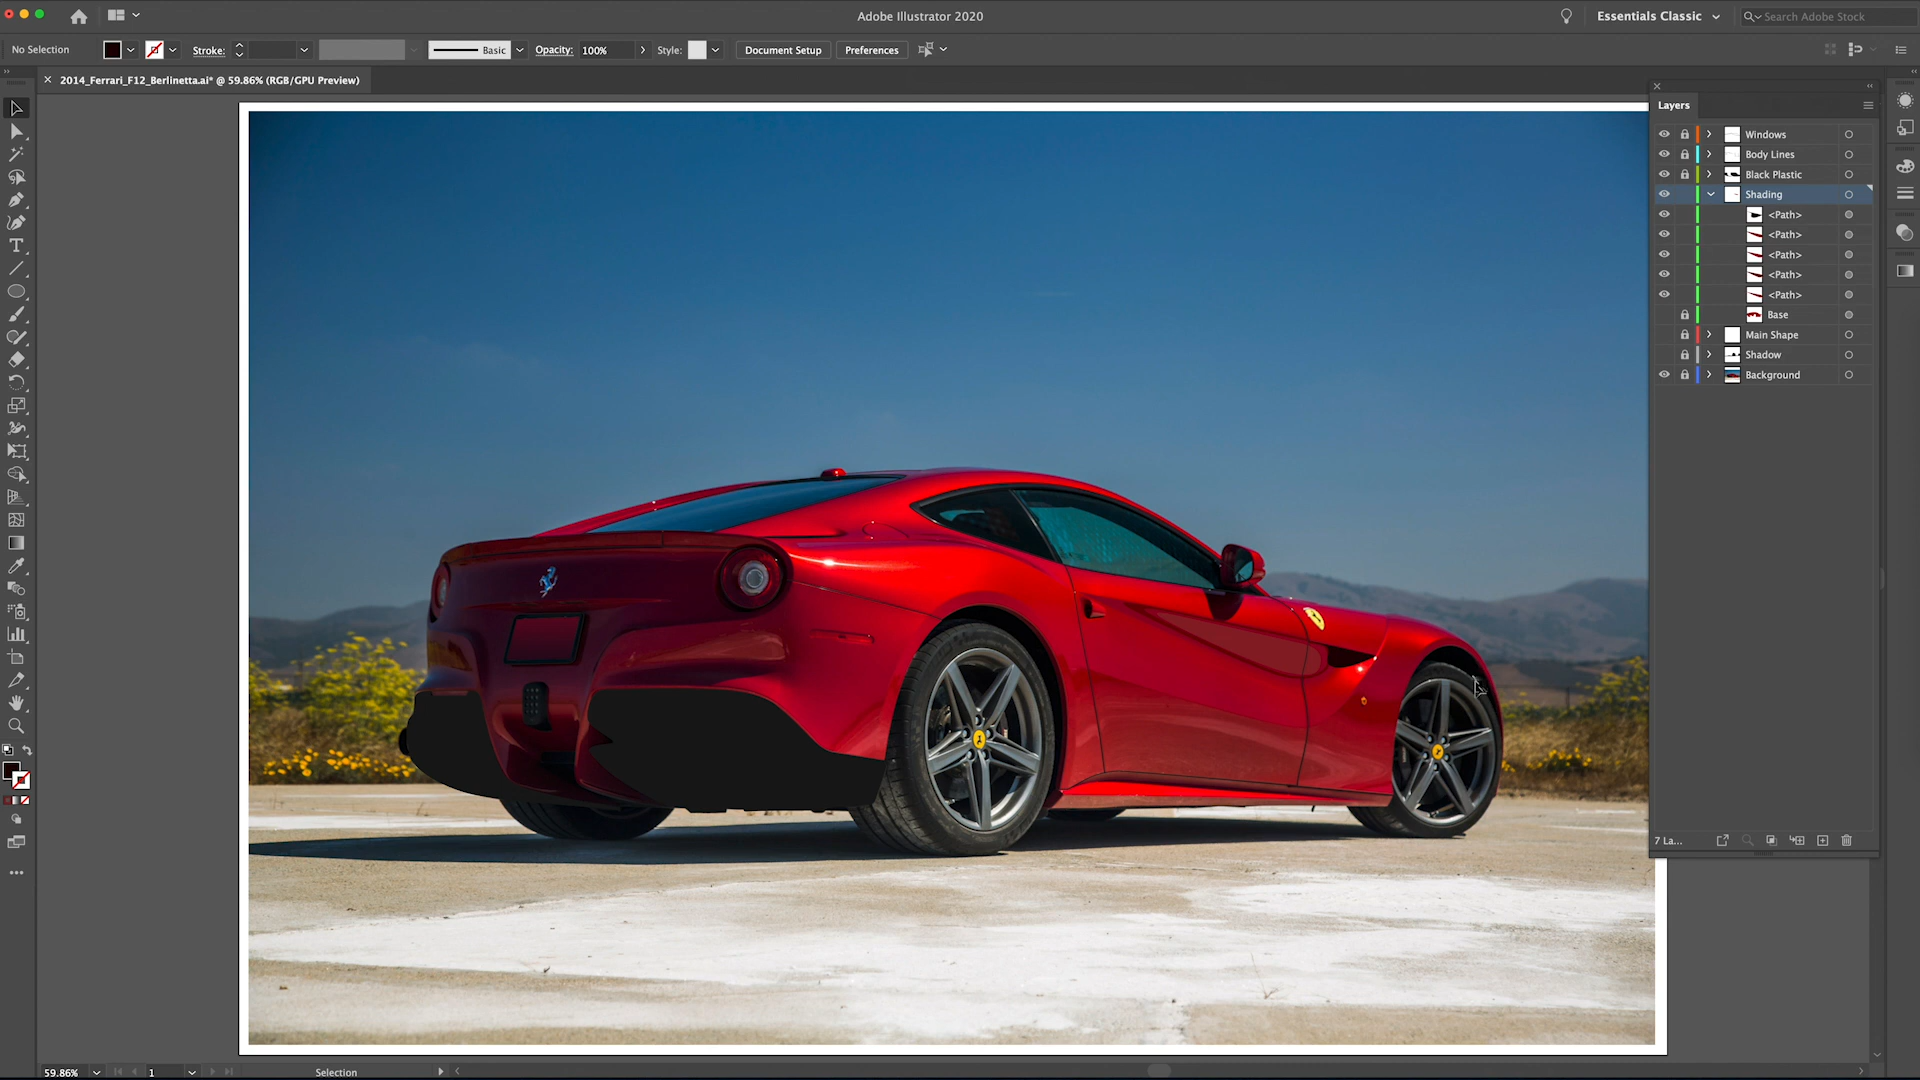 Adobe Illustrator 2020
Essentials Classic
Search Adobe Stock
No Selection
Stroke:
Basic
Opacity: 100%
Style:
Document Setup
Preferences
2014_Ferrari_F12_Berlinetta.ai* @ 59.86% (RGB/GPU Preview)
Layers
Windows
Body Lines
Black Plastic
Shading
<Path>
<Path>
<Path>
<Path>
<Path>
Base
Main Shape
Shadow
Background
7 La...
59.86%
1
Selection